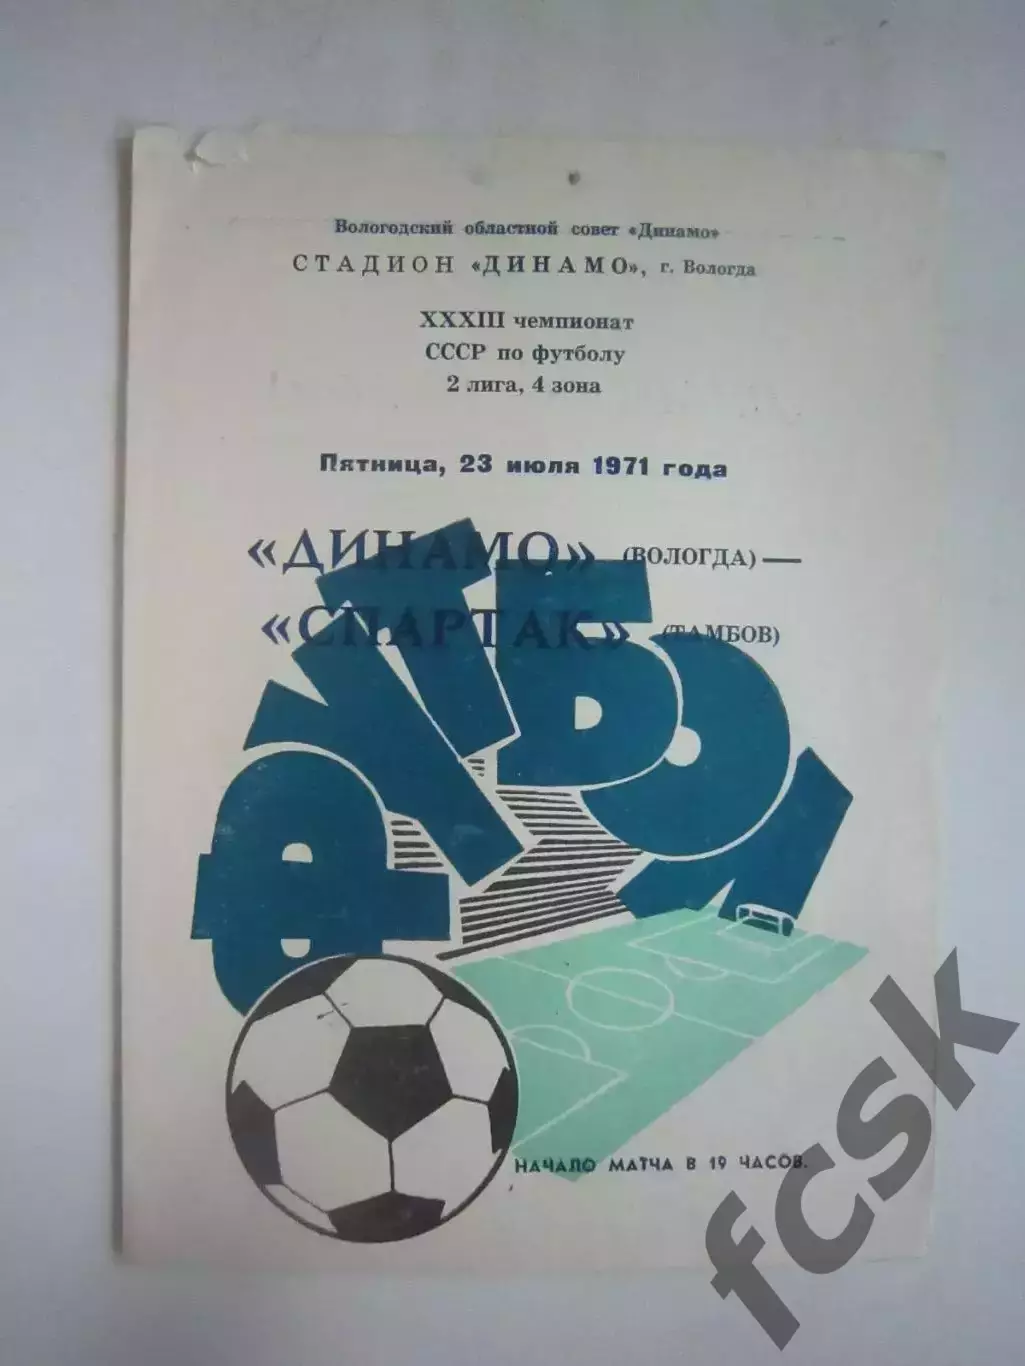 Вологодский областной совет «Динамо»
СТАДИОН «ДИНАМО», г. Вологда
XXXIII чемпионат
СССР по футболу
2 лига, 4 зона
Пятница, 23 июля 1971 года
«ДИНАМО» (ВОЛОГДА) —
«СПАРТАК» (ТАМБОВ)
ФУТБОЛ
НАЧАЛО МАТЧА В 19 ЧАСОВ.
fcsk